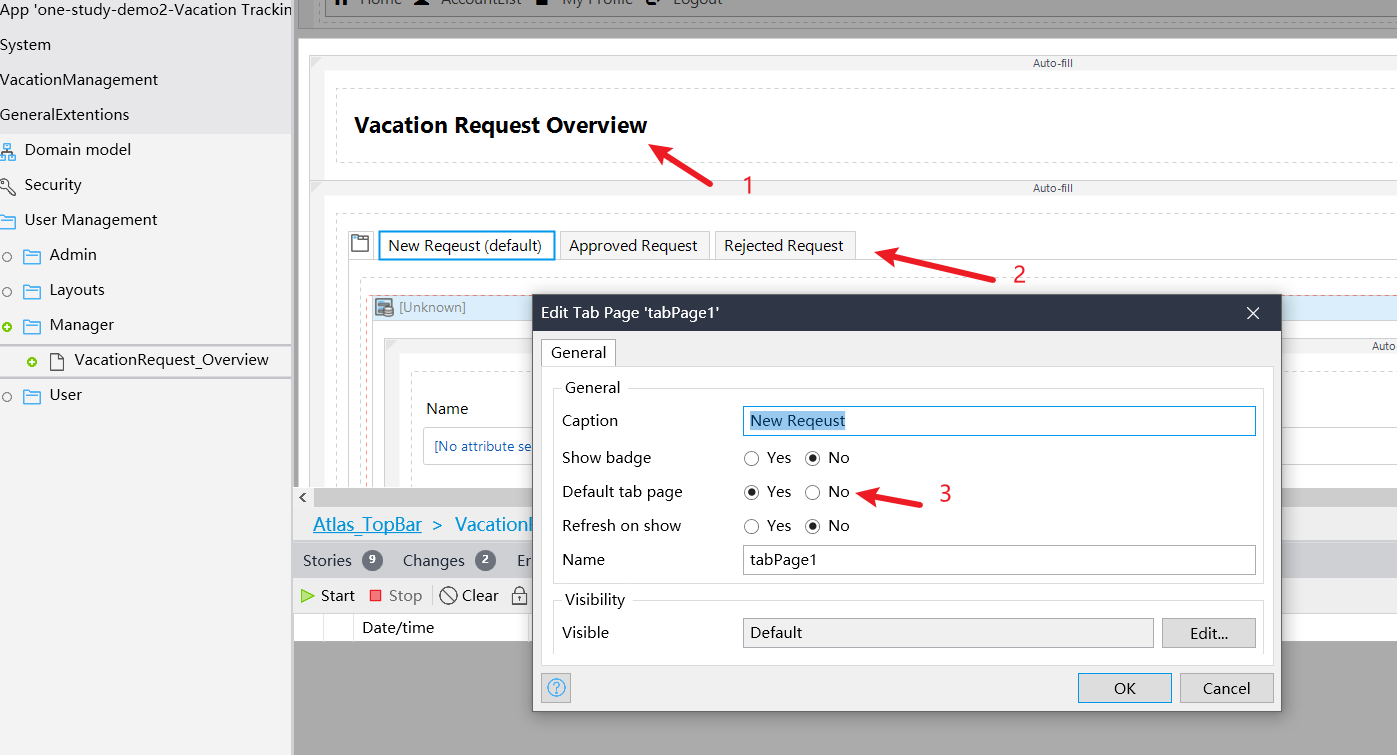 App 'one-study-demo2-Vacation Trackin
System
VacationManagement
GeneralExtentions
Domain model
Security
User Management
Admin
Layouts
Manager
VacationRequest_Overview
User
Home AccountList My Profile Logout
Auto-fill
Vacation Request Overview
1
Auto-fill
New Reqeust (default) Approved Request Rejected Request
2
[Unknown]
Auto
Name
[No attribute se
Edit Tab Page 'tabPage1'
General
General
Caption New Reqeust
Show badge Yes No
Default tab page Yes No
3
Refresh on show Yes No
Name tabPage1
Visibility
Visible Default Edit...
? OK Cancel
Atlas_TopBar > Vacation
Stories 9 Changes 2 Er
Start Stop Clear
Date/time